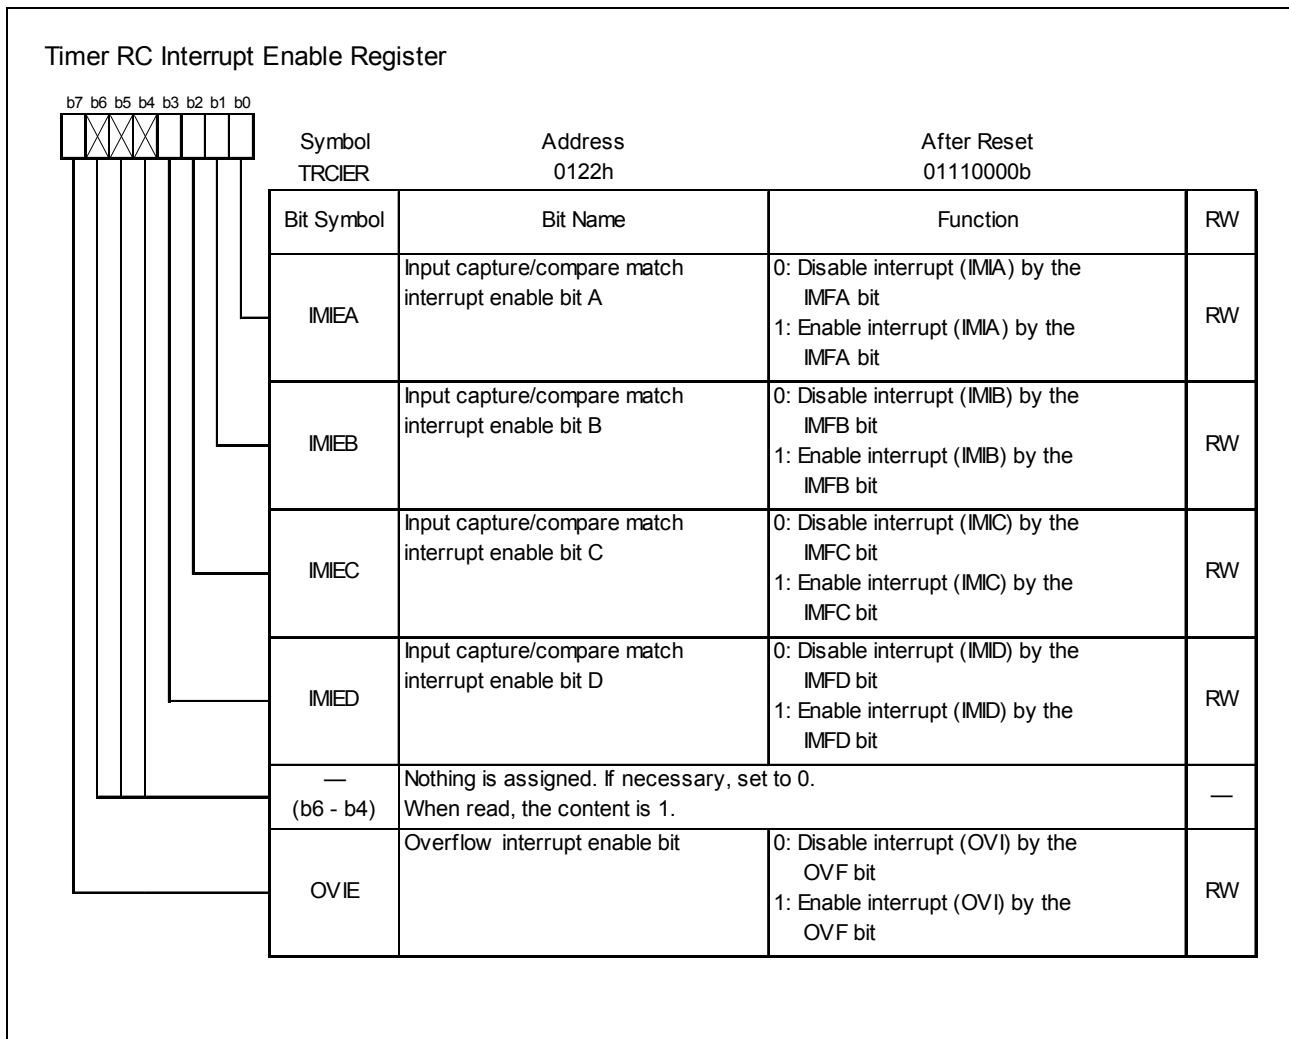 Timer RC Interrupt Enable Register
b7 b6 b5 b4 b3 b2 b1 b0
Symbol Address After Reset
TRCIER 0122h 01110000b
Bit Symbol Bit Name Function RW
IMIEA
Input capture/compare match
interrupt enable bit A
0: Disable interrupt (IMIA) by the
IMFA bit
1: Enable interrupt (IMIA) by the
IMFA bit
RW
IMIEB
Input capture/compare match
interrupt enable bit B
0: Disable interrupt (IMIB) by the
IMFB bit
1: Enable interrupt (IMIB) by the
IMFB bit
RW
IMIEC
Input capture/compare match
interrupt enable bit C
0: Disable interrupt (IMIC) by the
IMFC bit
1: Enable interrupt (IMIC) by the
IMFC bit
RW
IMIED
Input capture/compare match
interrupt enable bit D
0: Disable interrupt (IMID) by the
IMFD bit
1: Enable interrupt (IMID) by the
IMFD bit
RW
—
(b6 - b4)
Nothing is assigned. If necessary, set to 0.
When read, the content is 1.
—
OVIE
Overflow interrupt enable bit
0: Disable interrupt (OVI) by the
OVF bit
1: Enable interrupt (OVI) by the
OVF bit
RW